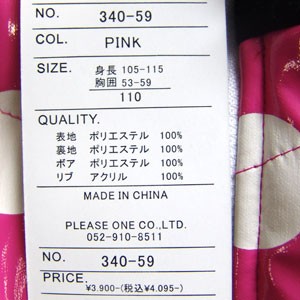 NO. 340-59
COL. PINK
SIZE. 身長 105-115
胸囲 53-59
110
QUALITY.
表地 ポリエステル 100%
裏地 ポリエステル 100%
ボア ポリエステル 100%
リブ アクリル 100%
MADE IN CHINA
PLEASE ONE CO.,LTD.
052-910-8511
NO. 340-59
PRICE.
¥3,900-(税込¥4,095-)